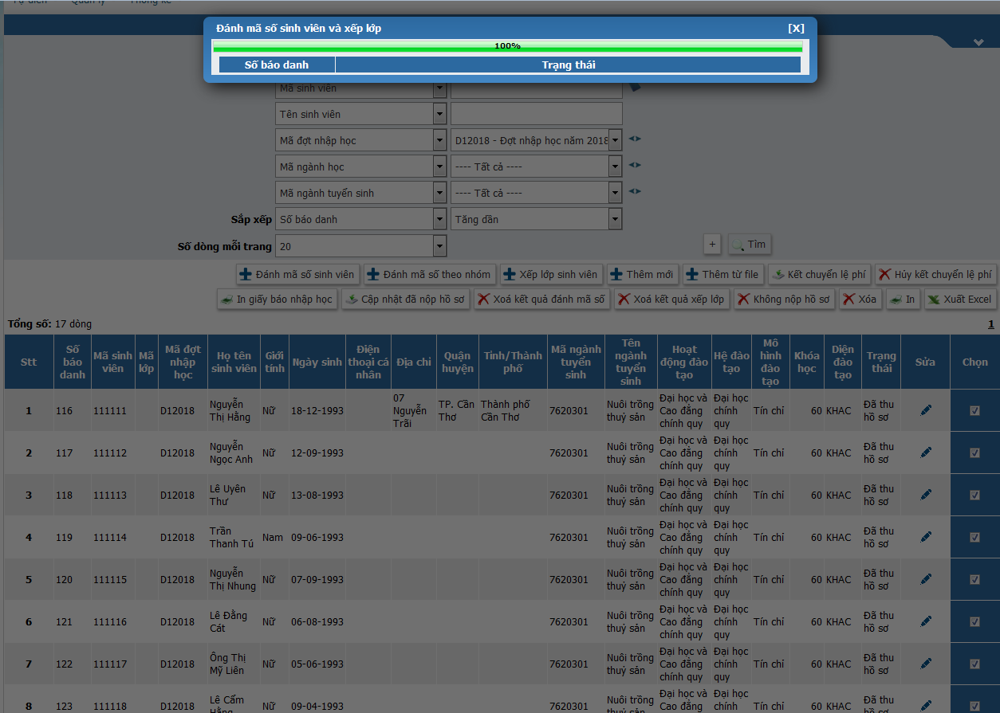 Từ điển Quản lý Thống kê
Đánh mã số sinh viên và xếp lớp [X]
100%
Số báo danh Trạng thái
Mã sinh viên
Tên sinh viên
Mã đợt nhập học D12018 - Đợt nhập học năm 2018
Mã ngành học ---- Tất cả ----
Mã ngành tuyển sinh ---- Tất cả ----
Sắp xếp Số báo danh Tăng dần
Số dòng mỗi trang 20 + Tìm
Đánh mã số sinh viên Đánh mã số theo nhóm Xếp lớp sinh viên Thêm mới Thêm từ file Kết chuyển lệ phí Hủy kết chuyển lệ phí
In giấy báo nhập học Cập nhật đã nộp hồ sơ Xoá kết quả đánh mã số Xoá kết quả xếp lớp Không nộp hồ sơ Xóa In Xuất Excel
Tổng số: 17 dòng 1
Stt Số báo danh Mã sinh viên Mã lớp Mã đợt nhập học Họ tên sinh viên Giới tính Ngày sinh Điện thoại cá nhân Địa chỉ Quận huyện Tỉnh/Thành phố Mã ngành tuyển sinh Tên ngành tuyển sinh Hoạt động đào tạo Hệ đào tạo Mô hình đào tạo Khóa học Diện đào tạo Trạng thái Sửa Chọn
1 116 111111 D12018 Nguyễn Thị Hằng Nữ 18-12-1993 07 Nguyễn Trãi TP. Cần Thơ Thành phố Cần Thơ 7620301 Nuôi trồng thuỷ sản Đại học và Cao đẳng chính quy Đại học chính quy Tín chỉ 60 KHAC Đã thu hồ sơ
2 117 111112 D12018 Nguyễn Ngọc Anh Nữ 12-09-1993 7620301 Nuôi trồng thuỷ sản Đại học và Cao đẳng chính quy Đại học chính quy Tín chỉ 60 KHAC Đã thu hồ sơ
3 118 111113 D12018 Lê Uyên Thư Nữ 13-08-1993 7620301 Nuôi trồng thuỷ sản Đại học và Cao đẳng chính quy Đại học chính quy Tín chỉ 60 KHAC Đã thu hồ sơ
4 119 111114 D12018 Trần Thanh Tú Nam 09-06-1993 7620301 Nuôi trồng thuỷ sản Đại học và Cao đẳng chính quy Đại học chính quy Tín chỉ 60 KHAC Đã thu hồ sơ
5 120 111115 D12018 Nguyễn Thị Nhung Nữ 07-09-1993 7620301 Nuôi trồng thuỷ sản Đại học và Cao đẳng chính quy Đại học chính quy Tín chỉ 60 KHAC Đã thu hồ sơ
6 121 111116 D12018 Lê Đằng Cát Nữ 06-08-1993 7620301 Nuôi trồng thuỷ sản Đại học và Cao đẳng chính quy Đại học chính quy Tín chỉ 60 KHAC Đã thu hồ sơ
7 122 111117 D12018 Ông Thị Mỹ Liên Nữ 05-06-1993 7620301 Nuôi trồng thuỷ sản Đại học và Cao đẳng chính quy Đại học chính quy Tín chỉ 60 KHAC Đã thu hồ sơ
8 123 111118 D12018 Lê Cẩm Hằng Nữ 09-04-1993 7620301 Nuôi trồng thuỷ sản Đại học và Cao đẳng Đại học chính Tín chỉ 60 KHAC Đã thu hồ sơ